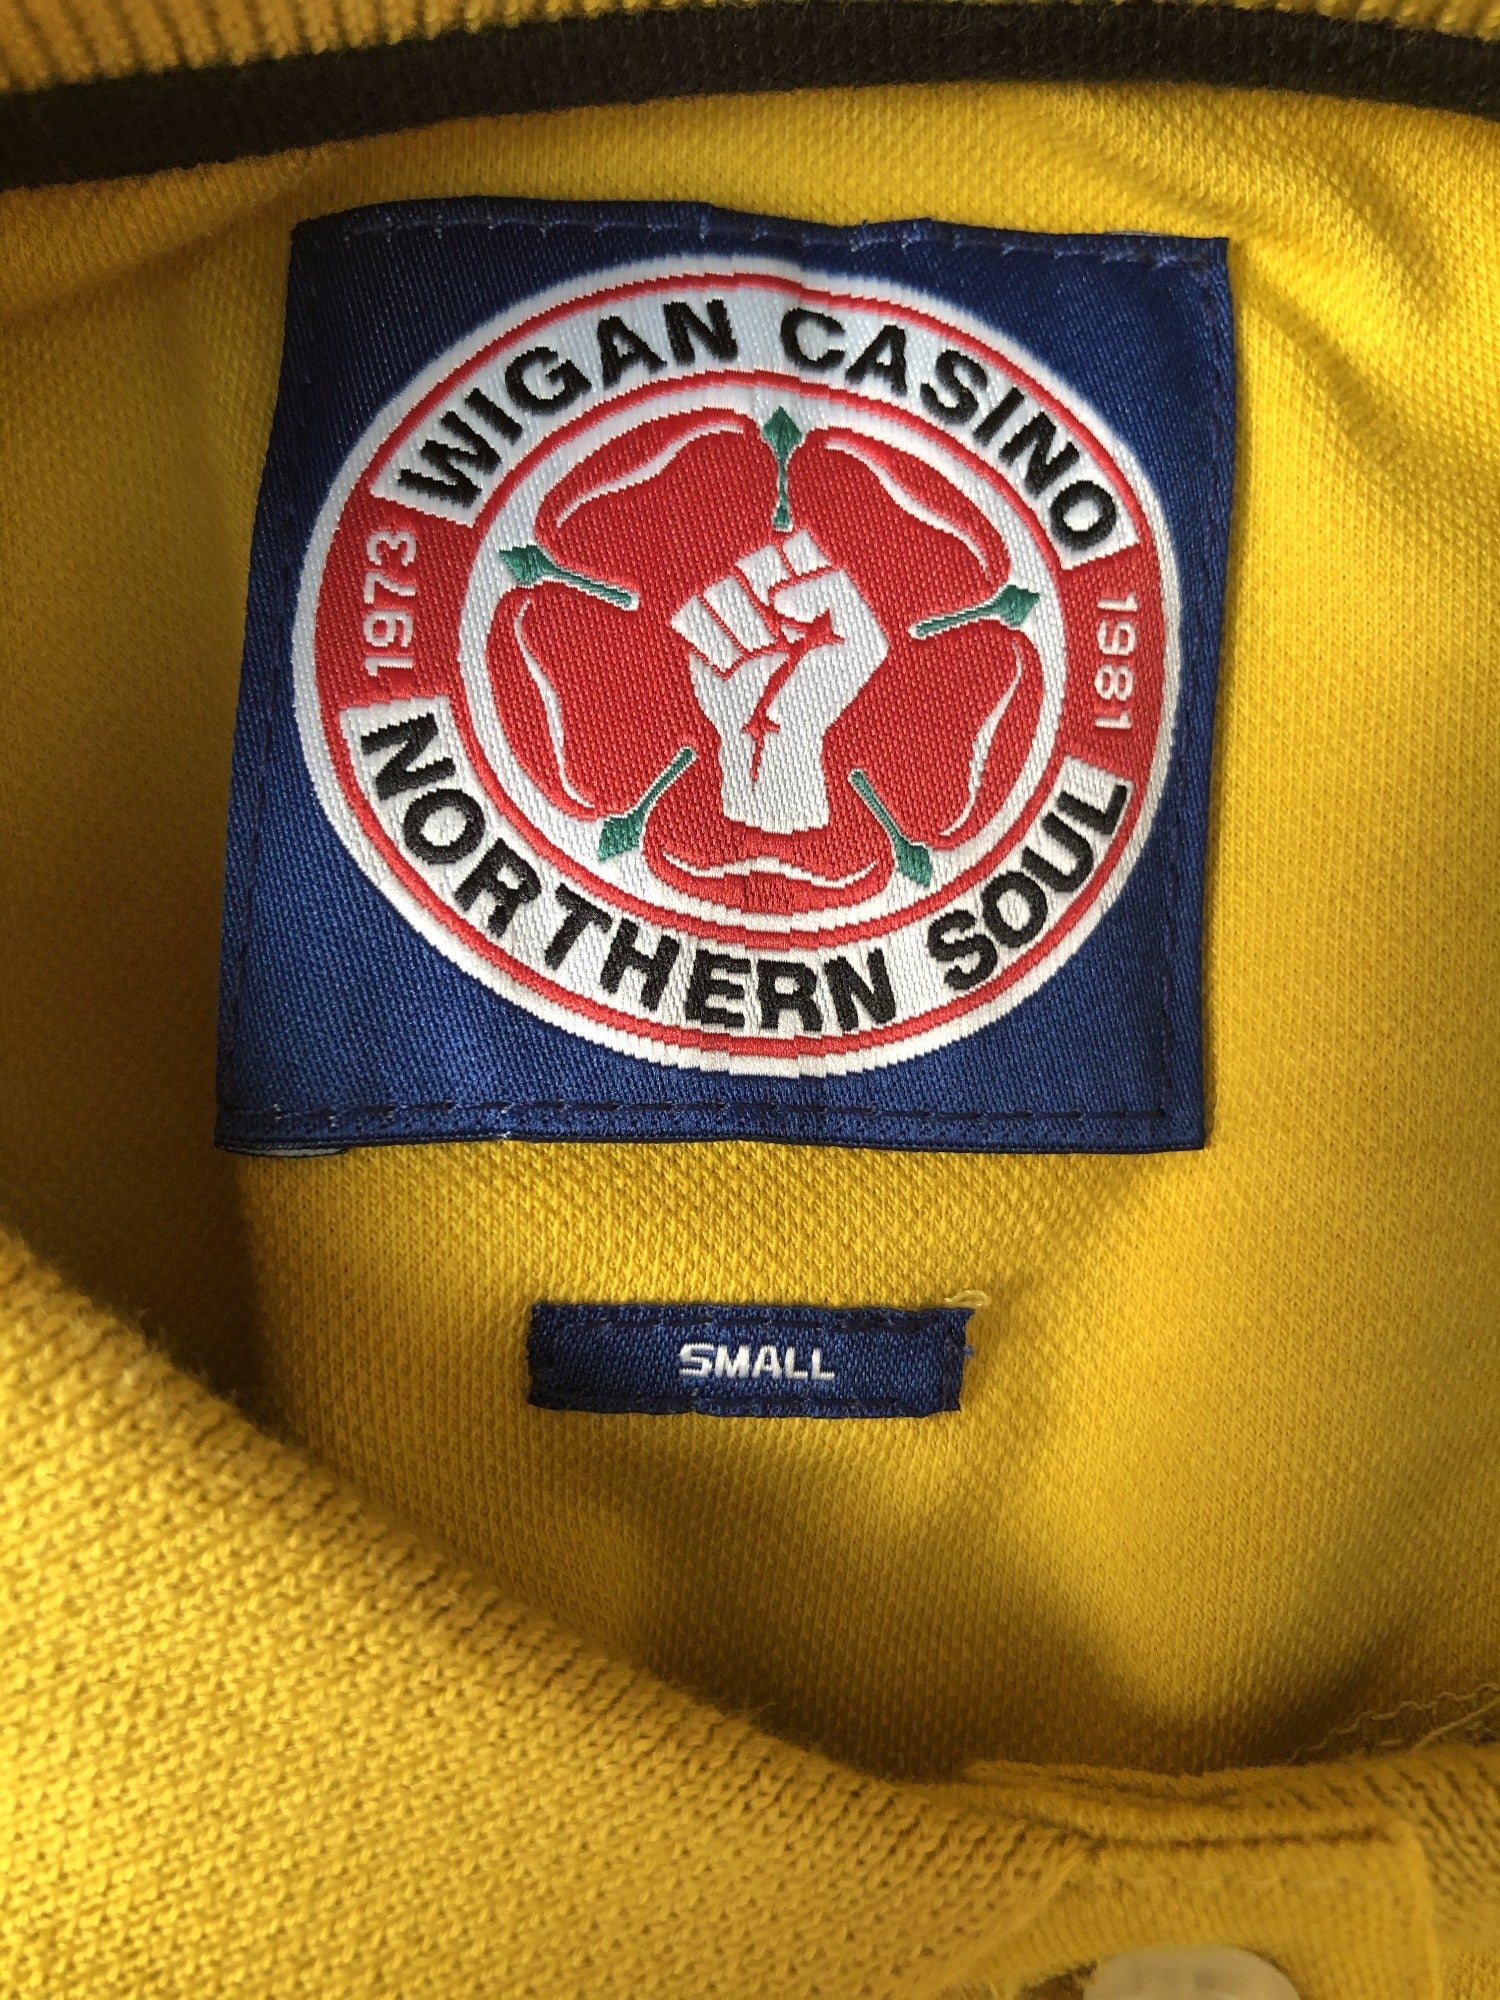 WIGAN CASINO
1973
1981
NORTHERN SOUL
SMALL